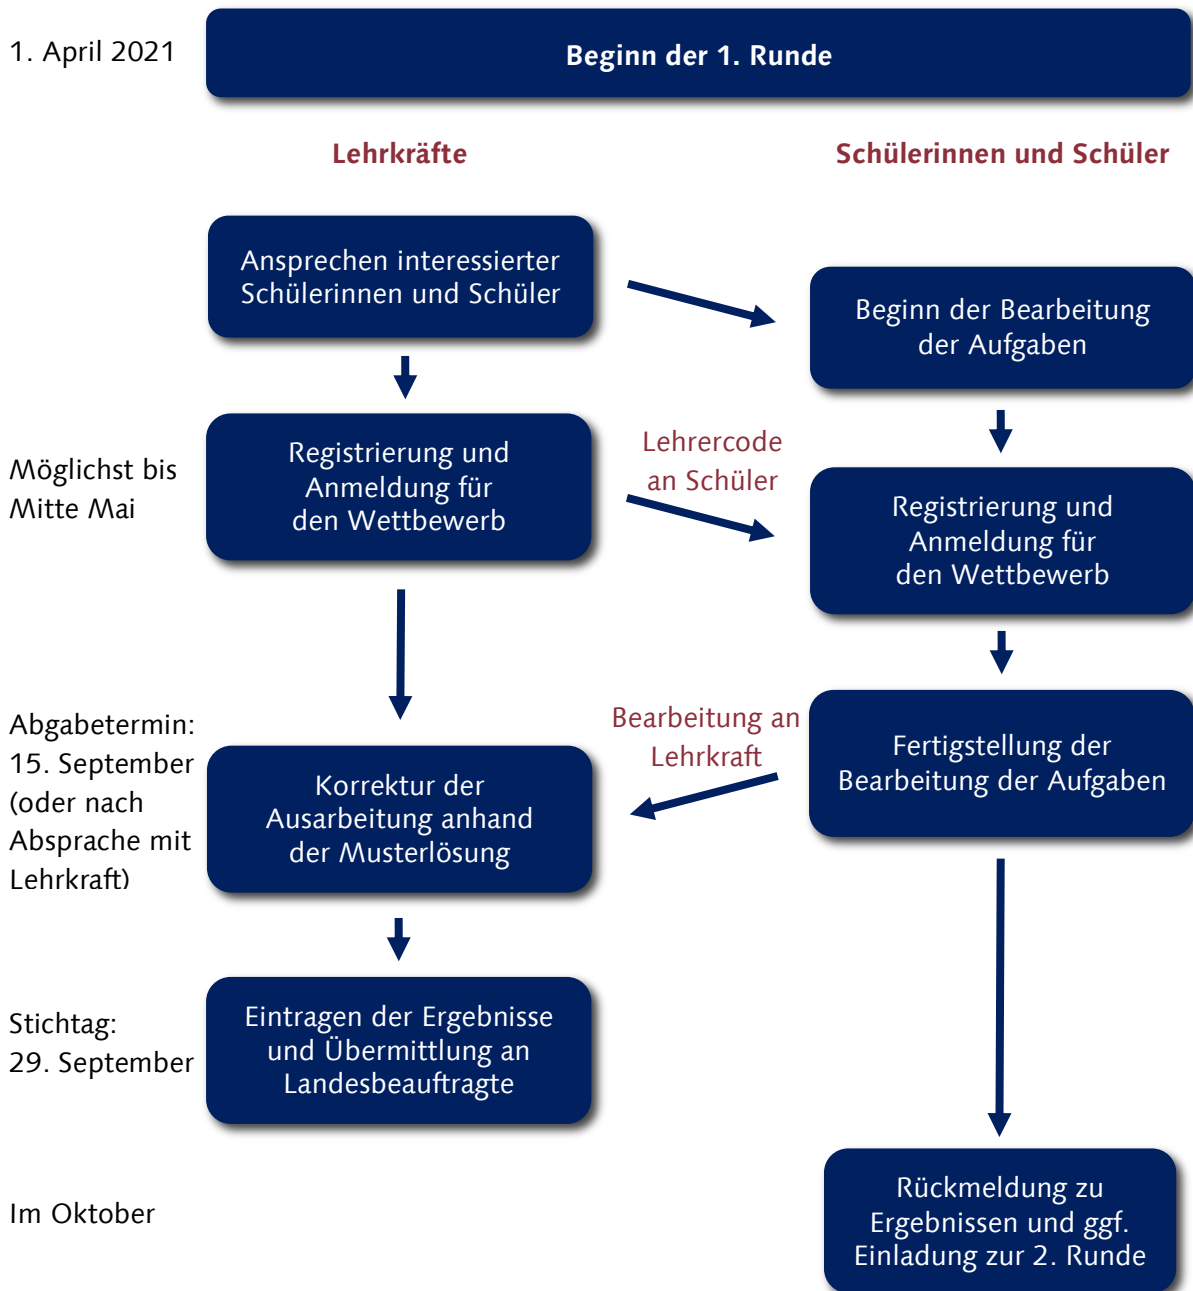 1. April 2021
Beginn der 1. Runde
Lehrkräfte
Schülerinnen und Schüler
Ansprechen interessierter
Schülerinnen und Schüler
Beginn der Bearbeitung
der Aufgaben
Möglichst bis
Mitte Mai
Registrierung und
Anmeldung für
den Wettbewerb
Lehrercode
an Schüler
Registrierung und
Anmeldung für
den Wettbewerb
Abgabetermin:
15. September
(oder nach
Absprache mit
Lehrkraft)
Korrektur der
Ausarbeitung anhand
der Musterlösung
Bearbeitung an
Lehrkraft
Fertigstellung der
Bearbeitung der Aufgaben
Stichtag:
29. September
Eintragen der Ergebnisse
und Übermittlung an
Landesbeauftragte
Im Oktober
Rückmeldung zu
Ergebnissen und ggf.
Einladung zur 2. Runde